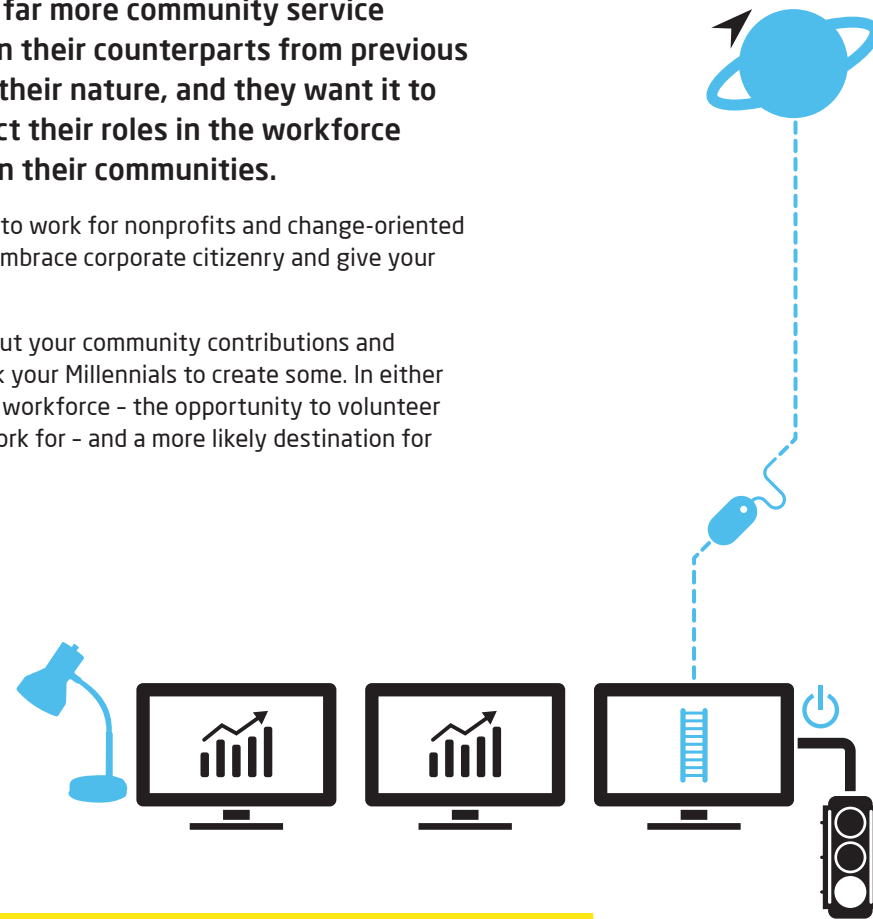 far more community service
n their counterparts from previous
their nature, and they want it to
ct their roles in the workforce
n their communities.
to work for nonprofits and change-oriented
mbrace corporate citizenry and give your
ut your community contributions and
k your Millennials to create some. In either
workforce – the opportunity to volunteer
ork for – and a more likely destination for